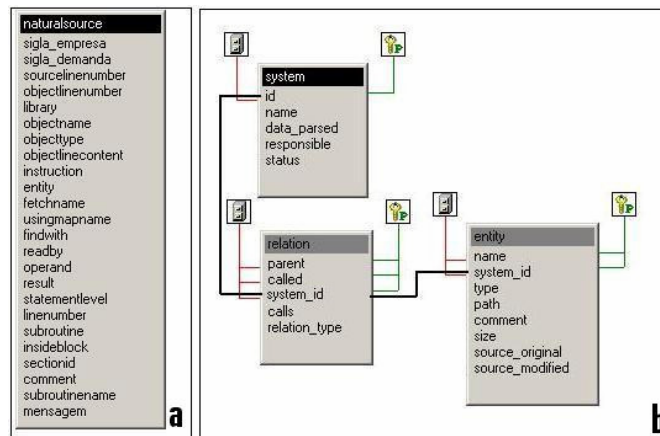 naturalsource
sigla_empresa
sigla_demanda
sourcelinenumber
objectlinenumber
library
objectname
objecttype
objectlinecontent
instruction
entity
fetchname
usingmapname
findwith
readby
operand
result
statementlevel
linenumber
subroutine
insideblock
sectionid
comment
subroutinename
mensagem
a
P
system
id
name
data_parsed
responsible
status
P
relation
parent
called
system_id
calls
relation_type
P
entity
name
system_id
type
path
comment
size
source_original
source_modified
b